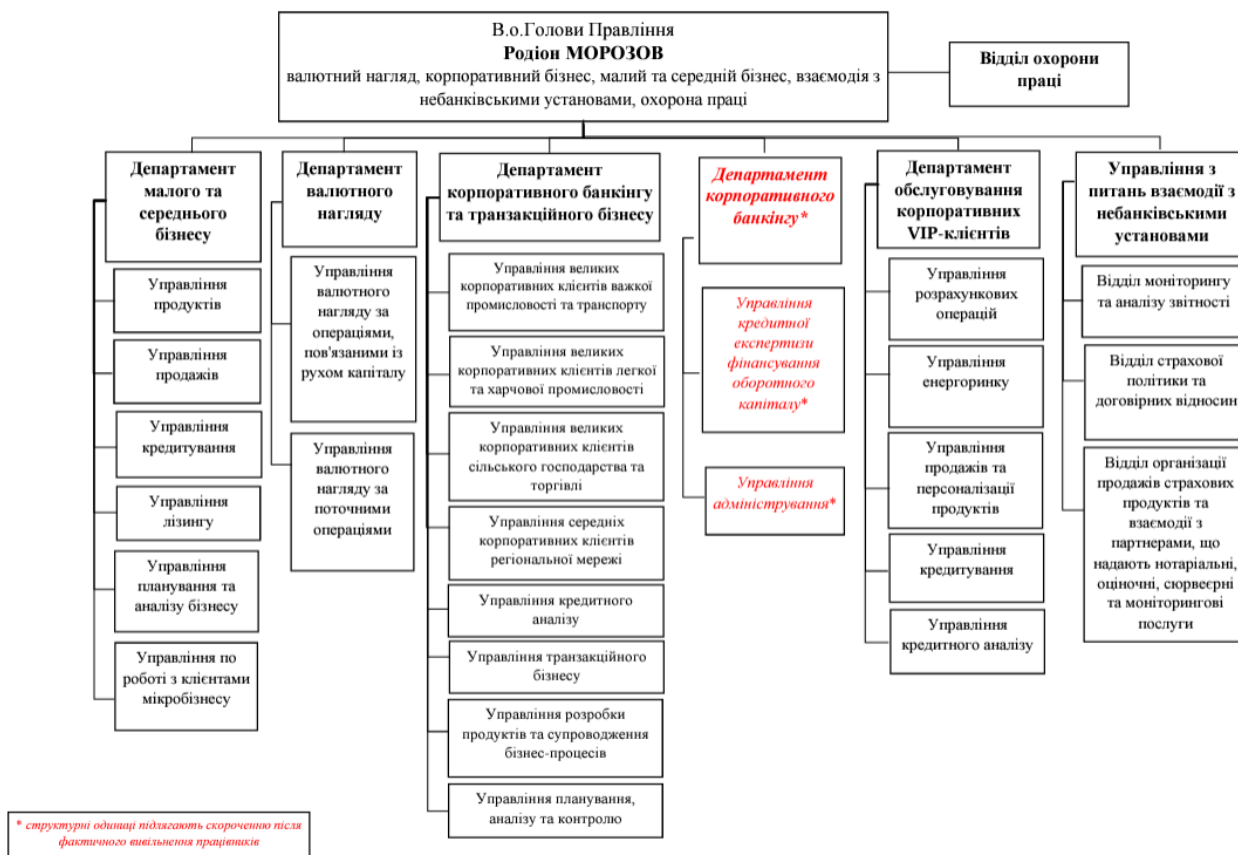 В.о.Голови Правління
Родіон МОРОЗОВ
валютний нагляд, корпоративний бізнес, малий та середній бізнес, взаємодія з
небанківськими установами, охорона праці
Відділ охорони
праці
Департамент
малого та
середнього
бізнесу
Управління
продуктів
Управління
продажів
Управління
кредитування
Управління
лізингу
Управління
планування та
аналізу бізнесу
Управління по
роботі з клієнтами
мікробізнесу
Департамент
валютного
нагляду
Управління
валютного
нагляду за
операціями,
пов'язаними із
рухом капіталу
Управління
валютного
нагляду за
поточними
операціями
Департамент
корпоративного банкінгу
та транзакційного бізнесу
Управління великих
корпоративних клієнтів важкої
промисловості та транспорту
Управління великих
корпоративних клієнтів легкої
та харчової промисловості
Управління великих
корпоративних клієнтів
сільського господарства та
торгівлі
Управління середніх
корпоративних клієнтів
регіональної мережі
Управління кредитного
аналізу
Управління транзакційного
бізнесу
Управління розробки
продуктів та супроводження
бізнес-процесів
Управління планування,
аналізу та контролю
Департамент
корпоративного
банкінгу*
Управління
кредитної
експертизи
фінансування
оборотного
капіталу*
Управління
адміністрування*
Департамент
обслуговування
корпоративних
VIP-клієнтів
Управління
розрахункових
операцій
Управління
енергоринку
Управління
продажів та
персоналізації
продуктів
Управління
кредитування
Управління
кредитного аналізу
Управління з
питань взаємодії з
небанківськими
установами
Відділ моніторингу
та аналізу звітності
Відділ страхової
політики та
договірних відносин
Відділ організації
продажів страхових
продуктів та
взаємодії з
партнерами, що
надають нотаріальні,
оціночні, сюрвеєрні
та моніторингові
послуги
* структурні одиниці підлягають скороченню після
фактичного вивільнення працівників